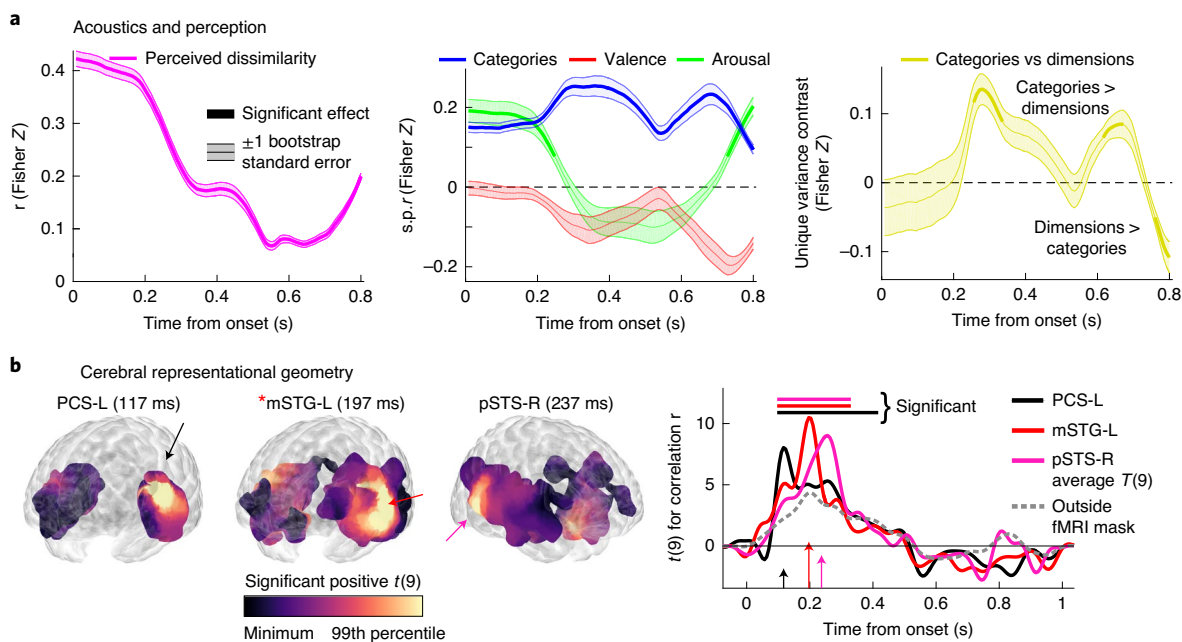 a
Acoustics and perception
Perceived dissimilarity
Significant effect
±1 bootstrap
standard error
r (Fisher Z)
0.4
0.3
0.2
0.1
0
0 0.2 0.4 0.6 0.8
Time from onset (s)
Categories Valence Arousal
s.p.r (Fisher Z)
0.2
0
–0.2
0 0.2 0.4 0.6 0.8
Time from onset (s)
Categories vs dimensions
Categories >
dimensions
Dimensions >
categories
Unique variance contrast
(Fisher Z)
0.1
0
–0.1
0 0.2 0.4 0.6 0.8
Time from onset (s)
b
Cerebral representational geometry
PCS-L (117 ms) *mSTG-L (197 ms) pSTS-R (237 ms)
Significant positive t(9)
Minimum 99th percentile
t(9) for correlation r
10
5
0
0 0.2 0.4 0.6 0.8 1
Time from onset (s)
} Significant
PCS-L
mSTG-L
pSTS-R
average T(9)
Outside
fMRI mask